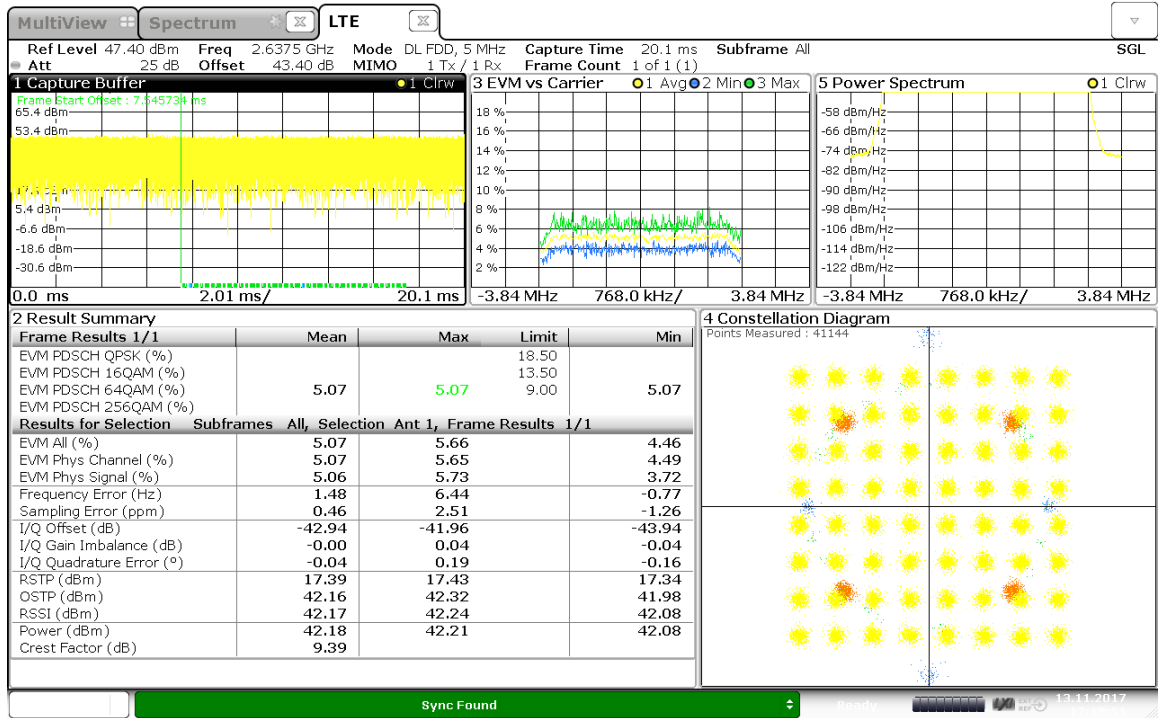 MultiView Spectrum LTE
Ref Level 47.40 dBm Freq 2.6375 GHz Mode DL FDD, 5 MHz Capture Time 20.1 ms Subframe All SGL
Att 25 dB Offset 43.40 dB MIMO 1 Tx / 1 Rx Frame Count 1 of 1 (1)
1 Capture Buffer 1 Clrw
Frame Start Offset : 7.545734 ms
65.4 dBm
53.4 dBm
5.4 dBm
-6.6 dBm
-18.6 dBm
-30.6 dBm
0.0 ms 2.01 ms/ 20.1 ms
3 EVM vs Carrier 1 Avg 2 Min 3 Max
18 %
16 %
14 %
12 %
10 %
8 %
6 %
4 %
2 %
-3.84 MHz 768.0 kHz/ 3.84 MHz
5 Power Spectrum 1 Clrw
-58 dBm/Hz
-66 dBm/Hz
-74 dBm/Hz
-82 dBm/Hz
-90 dBm/Hz
-98 dBm/Hz
-106 dBm/Hz
-114 dBm/Hz
-122 dBm/Hz
-3.84 MHz 768.0 kHz/ 3.84 MHz
2 Result Summary
Frame Results 1/1 Mean Max Limit Min
EVM PDSCH QPSK (%) 18.50
EVM PDSCH 16QAM (%) 13.50
EVM PDSCH 64QAM (%) 5.07 5.07 9.00 5.07
EVM PDSCH 256QAM (%)
Results for Selection Subframes All, Selection Ant 1, Frame Results 1/1
EVM All (%) 5.07 5.66 4.46
EVM Phys Channel (%) 5.07 5.65 4.49
EVM Phys Signal (%) 5.06 5.73 3.72
Frequency Error (Hz) 1.48 6.44 -0.77
Sampling Error (ppm) 0.46 2.51 -1.26
I/Q Offset (dB) -42.94 -41.96 -43.94
I/Q Gain Imbalance (dB) -0.00 0.04 -0.04
I/Q Quadrature Error (°) -0.04 0.19 -0.16
RSTP (dBm) 17.39 17.43 17.34
OSTP (dBm) 42.16 42.32 41.98
RSSI (dBm) 42.17 42.24 42.08
Power (dBm) 42.18 42.21 42.08
Crest Factor (dB) 9.39
4 Constellation Diagram
Points Measured : 41144
Sync Found
Ready
13.11.2017